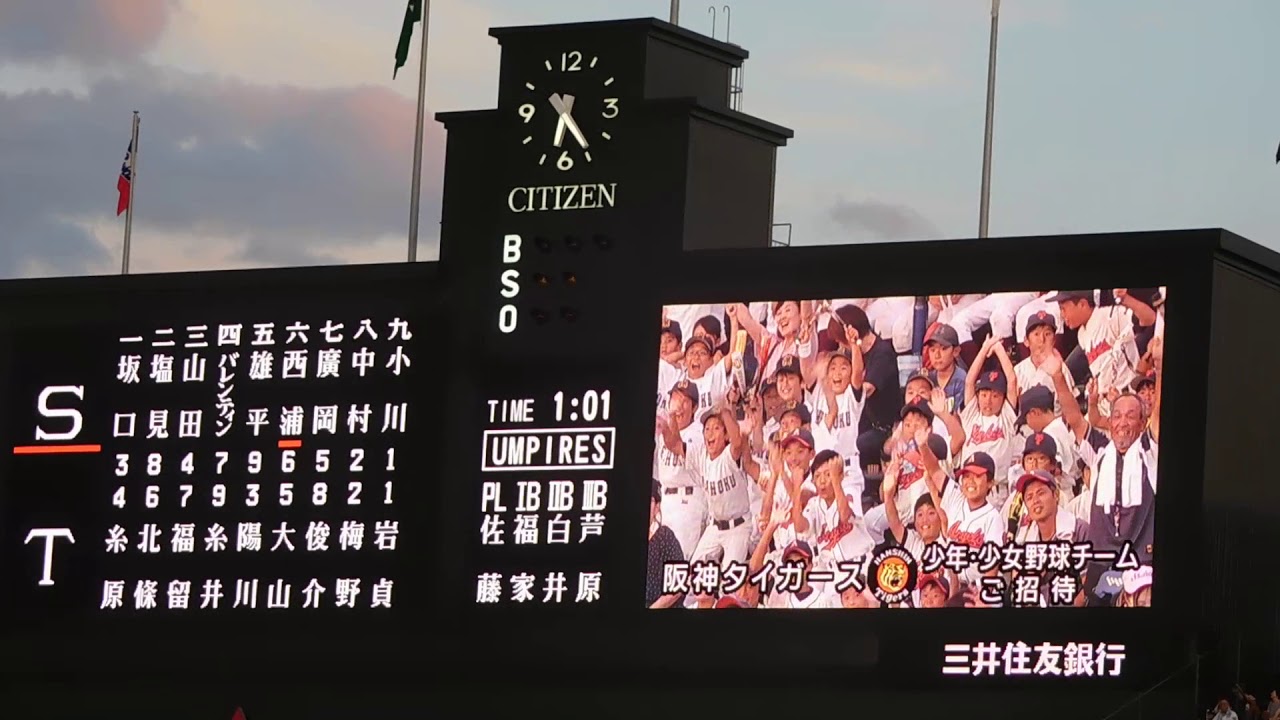 12
9 3
6
CITIZEN
B
S
O
一 二 三 四 五 六 七 八 九
S
坂口 塩見 山田 バレンティン 雄平 西浦 廣岡 中村 小川
3 8 4 7 9 6 5 2 1
4 6 7 9 3 5 8 2 1
T
糸原 北條 福留 糸井 陽川 大山 俊介 梅野 岩貞
TIME 1:01
UMPIRES
PL ⅠB ⅡB ⅢB
佐藤 福家 白井 芦原
阪神タイガース
HANSHIN
Tigers
少年・少女野球チーム
ご招待
三井住友銀行